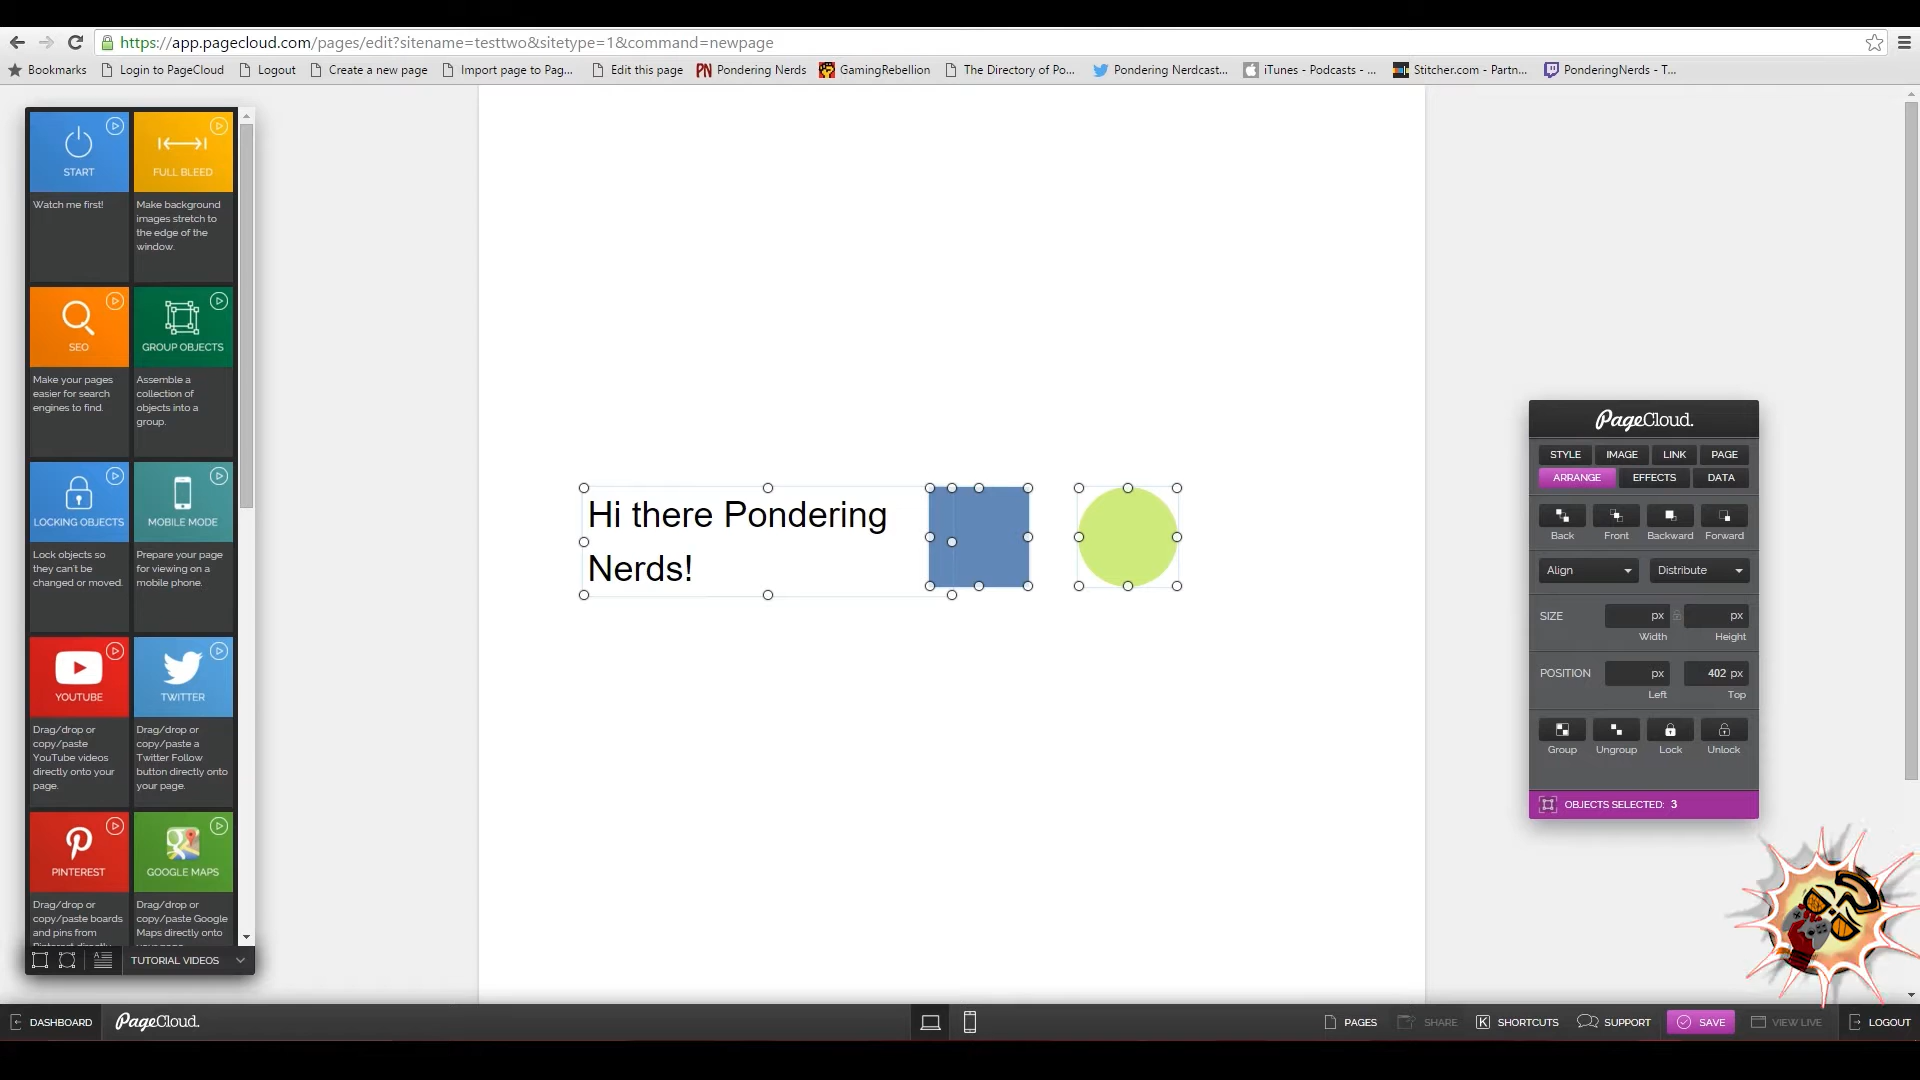 https://app.pagecloud.com/pages/edit?sitename=testtwo&sitetype=1&command=newpage
Bookmarks Login to PageCloud Logout Create a new page Import page to Pag... Edit this page PN Pondering Nerds GamingRebellion The Directory of Po... Pondering Nerdcast... iTunes - Podcasts - ... Stitcher.com - Partn... PonderingNerds - T...
START
Watch me first!
FULL BLEED
Make background
images stretch to
the edge of the
window.
SEO
Make your pages
easier for search
engines to find.
GROUP OBJECTS
Assemble a
collection of
objects into a
group.
LOCKING OBJECTS
Lock objects so
they can't be
changed or moved.
MOBILE MODE
Prepare your page
for viewing on a
mobile phone.
YOUTUBE
Drag/drop or
copy/paste
YouTube videos
directly onto your
page.
TWITTER
Drag/drop or
copy/paste a
Twitter Follow
button directly onto
your page.
PINTEREST
Drag/drop or
copy/paste boards
and pins from
GOOGLE MAPS
Drag/drop or
copy/paste Google
Maps directly onto
TUTORIAL VIDEOS
Hi there Pondering
Nerds!
PageCloud.
STYLE IMAGE LINK PAGE
ARRANGE EFFECTS DATA
Back Front Backward Forward
Align Distribute
SIZE px px
Width Height
POSITION px 402 px
Left Top
Group Ungroup Lock Unlock
OBJECTS SELECTED: 3
DASHBOARD PageCloud. PAGES SHARE K SHORTCUTS SUPPORT SAVE VIEW LIVE LOGOUT